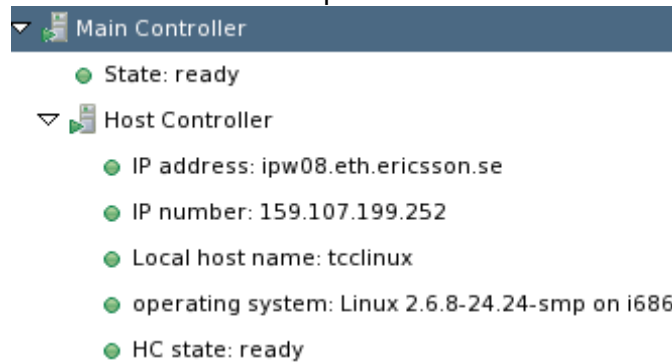 Main Controller
State: ready
Host Controller
IP address: ipw08.eth.ericsson.se
IP number: 159.107.199.252
Local host name: tcclinux
operating system: Linux 2.6.8-24.24-smp on i686
HC state: ready